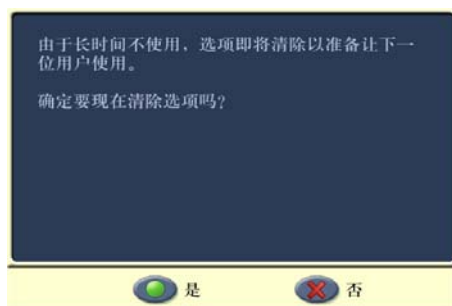 由于长时间不使用，选项即将清除以准备让下一
位用户使用。
确定要现在清除选项吗？
是
否